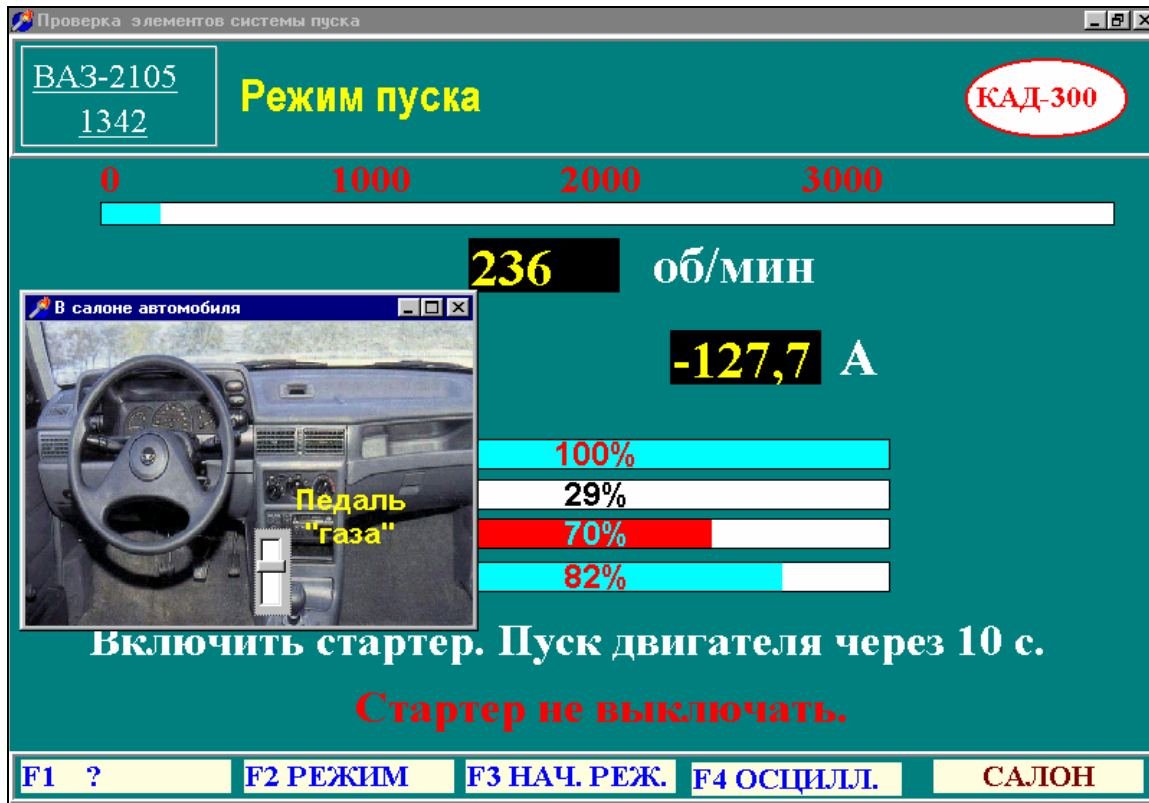 Проверка элементов системы пуска
ВАЗ-2105
1342
Режим пуска
КАД-300
0 1000 2000 3000
236 об/мин
В салоне автомобиля
-127,7 А
Педаль
"газа"
100%
29%
70%
82%
Включить стартер. Пуск двигателя через 10 с.
Стартер не выключать.
F1 ? F2 РЕЖИМ F3 НАЧ. РЕЖ. F4 ОСЦИЛЛ. САЛОН